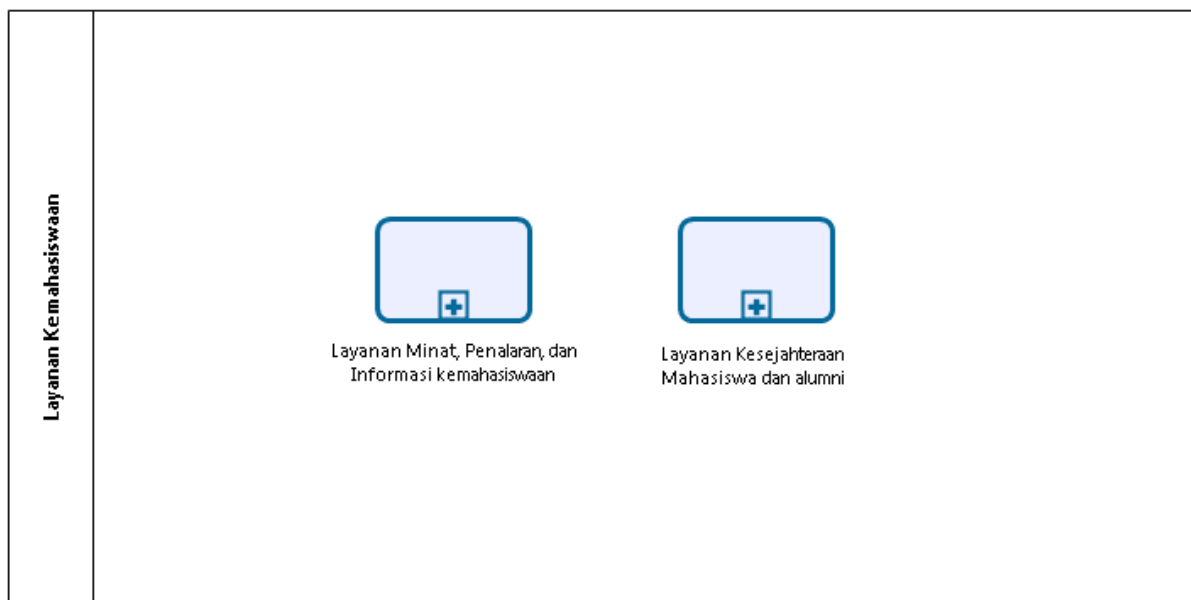 Layanan Kemahasiswaan
Layanan Minat, Penalaran, dan
Informasi kemahasiswaan
Layanan Kesejahteraan
Mahasiswa dan alumni